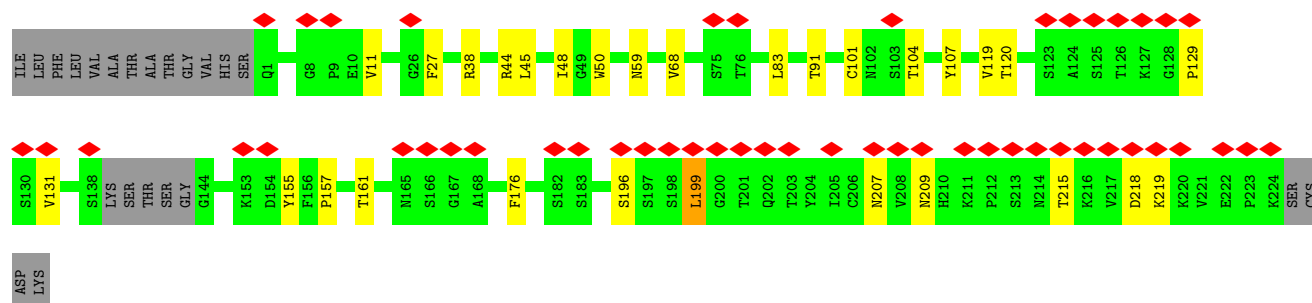 ILE LEU PHE LEU VAL ALA THR ALA THR GLY VAL HIS SER Q1 G8 P9 E10 V11 G26 F27 R38 R44 L45 I48 G49 W50 N59 V68 S75 T76 L83 T91 C101 N102 S103 T104 Y107 V119 T120 S123 A124 S125 T126 K127 G128 P129
S130 V131 S138 LYS SER THR SER GLY G144 K153 D154 Y155 F156 P157 T161 N165 S166 G167 A168 F176 S182 S183 S196 S197 S198 L199 G200 T201 Q202 T203 Y204 I205 C206 N207 V208 N209 H210 K211 P212 S213 N214 T215 K216 V217 D218 K219 K220 V221 E222 P223 K224 SER CYS
ASP LYS